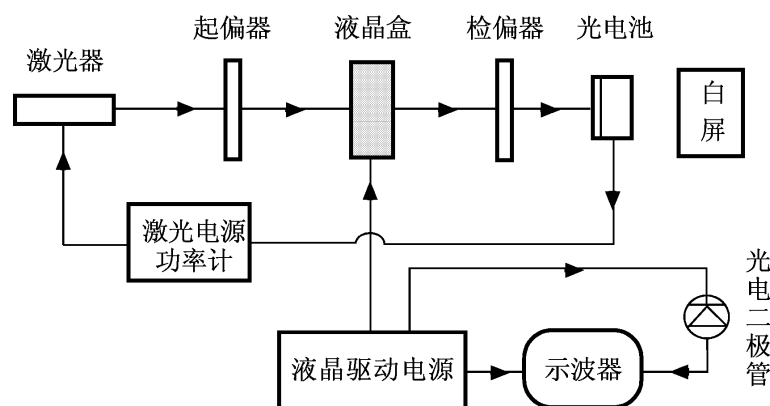 激光器
起偏器
液晶盒
检偏器
光电池
白
屏
激光电源
功率计
液晶驱动电源
示波器
光
电
二
极
管